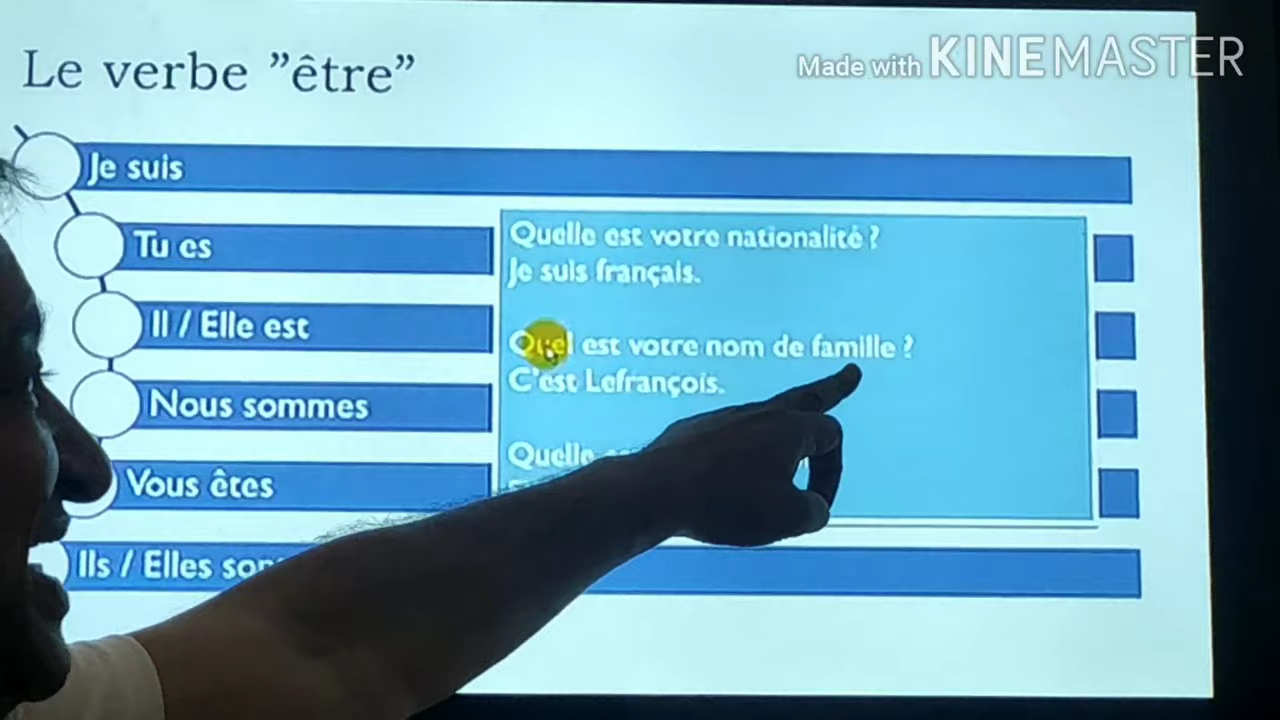 Le verbe ”être”
Made with KINEMASTER
Je suis
Tu es
Il / Elle est
Nous sommes
Vous êtes
Ils / Elles
Quelle est votre nationalité ?
Je suis français.
Quel est votre nom de famille ?
C'est Lefrançois.
Quelle